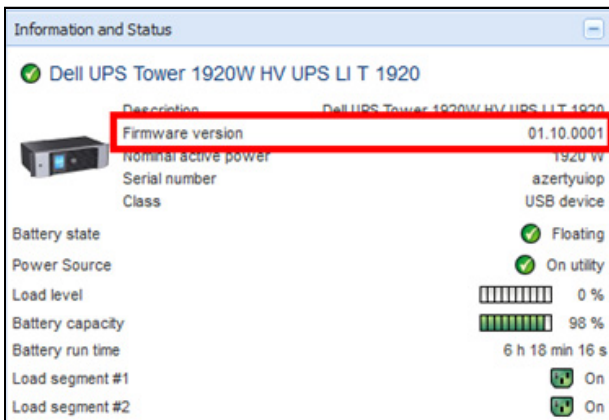 Information and Status
Dell UPS Tower 1920W HV UPS LI T 1920
Description Dell UPS Tower 1920W HV UPS LI T 1920
Firmware version 01.10.0001
Nominal active power 1920 W
Serial number azertyuiop
Class USB device
Battery state Floating
Power Source On utility
Load level 0 %
Battery capacity 98 %
Battery run time 6 h 18 min 16 s
Load segment #1 On
Load segment #2 On